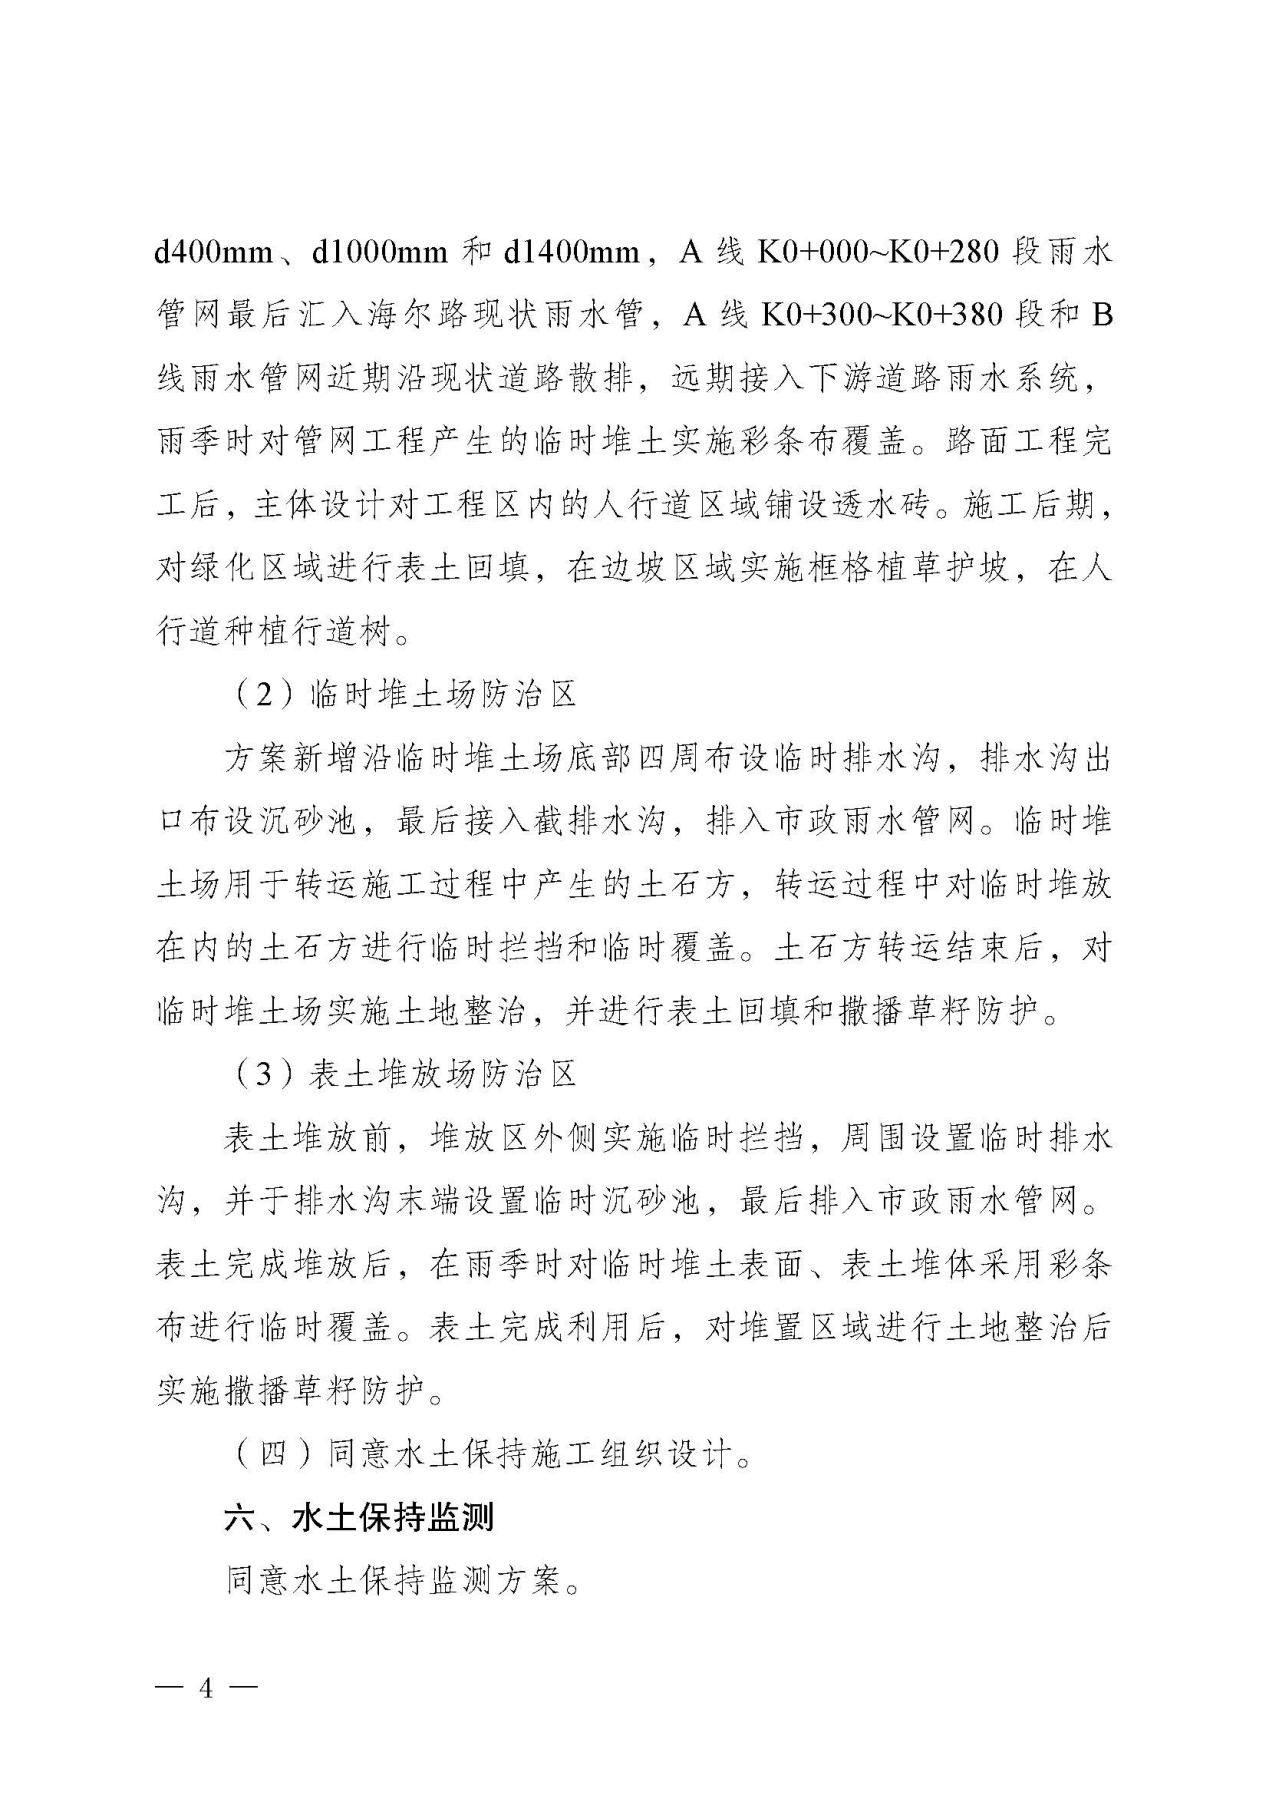 d400mm、d1000mm 和 d1400mm，A 线 K0+000~K0+280 段雨水
管网最后汇入海尔路现状雨水管，A 线 K0+300~K0+380 段和 B
线雨水管网近期沿现状道路散排，远期接入下游道路雨水系统，
雨季时对管网工程产生的临时堆土实施彩条布覆盖。路面工程完
工后，主体设计对工程区内的人行道区域铺设透水砖。施工后期，
对绿化区域进行表土回填，在边坡区域实施框格植草护坡，在人
行道种植行道树。
（2）临时堆土场防治区
方案新增沿临时堆土场底部四周布设临时排水沟，排水沟出
口布设沉砂池，最后接入截排水沟，排入市政雨水管网。临时堆
土场用于转运施工过程中产生的土石方，转运过程中对临时堆放
在内的土石方进行临时拦挡和临时覆盖。土石方转运结束后，对
临时堆土场实施土地整治，并进行表土回填和撒播草籽防护。
（3）表土堆放场防治区
表土堆放前，堆放区外侧实施临时拦挡，周围设置临时排水
沟，并于排水沟末端设置临时沉砂池，最后排入市政雨水管网。
表土完成堆放后，在雨季时对临时堆土表面、表土堆体采用彩条
布进行临时覆盖。表土完成利用后，对堆置区域进行土地整治后
实施撒播草籽防护。
（四）同意水土保持施工组织设计。
六、水土保持监测
同意水土保持监测方案。
— 4 —